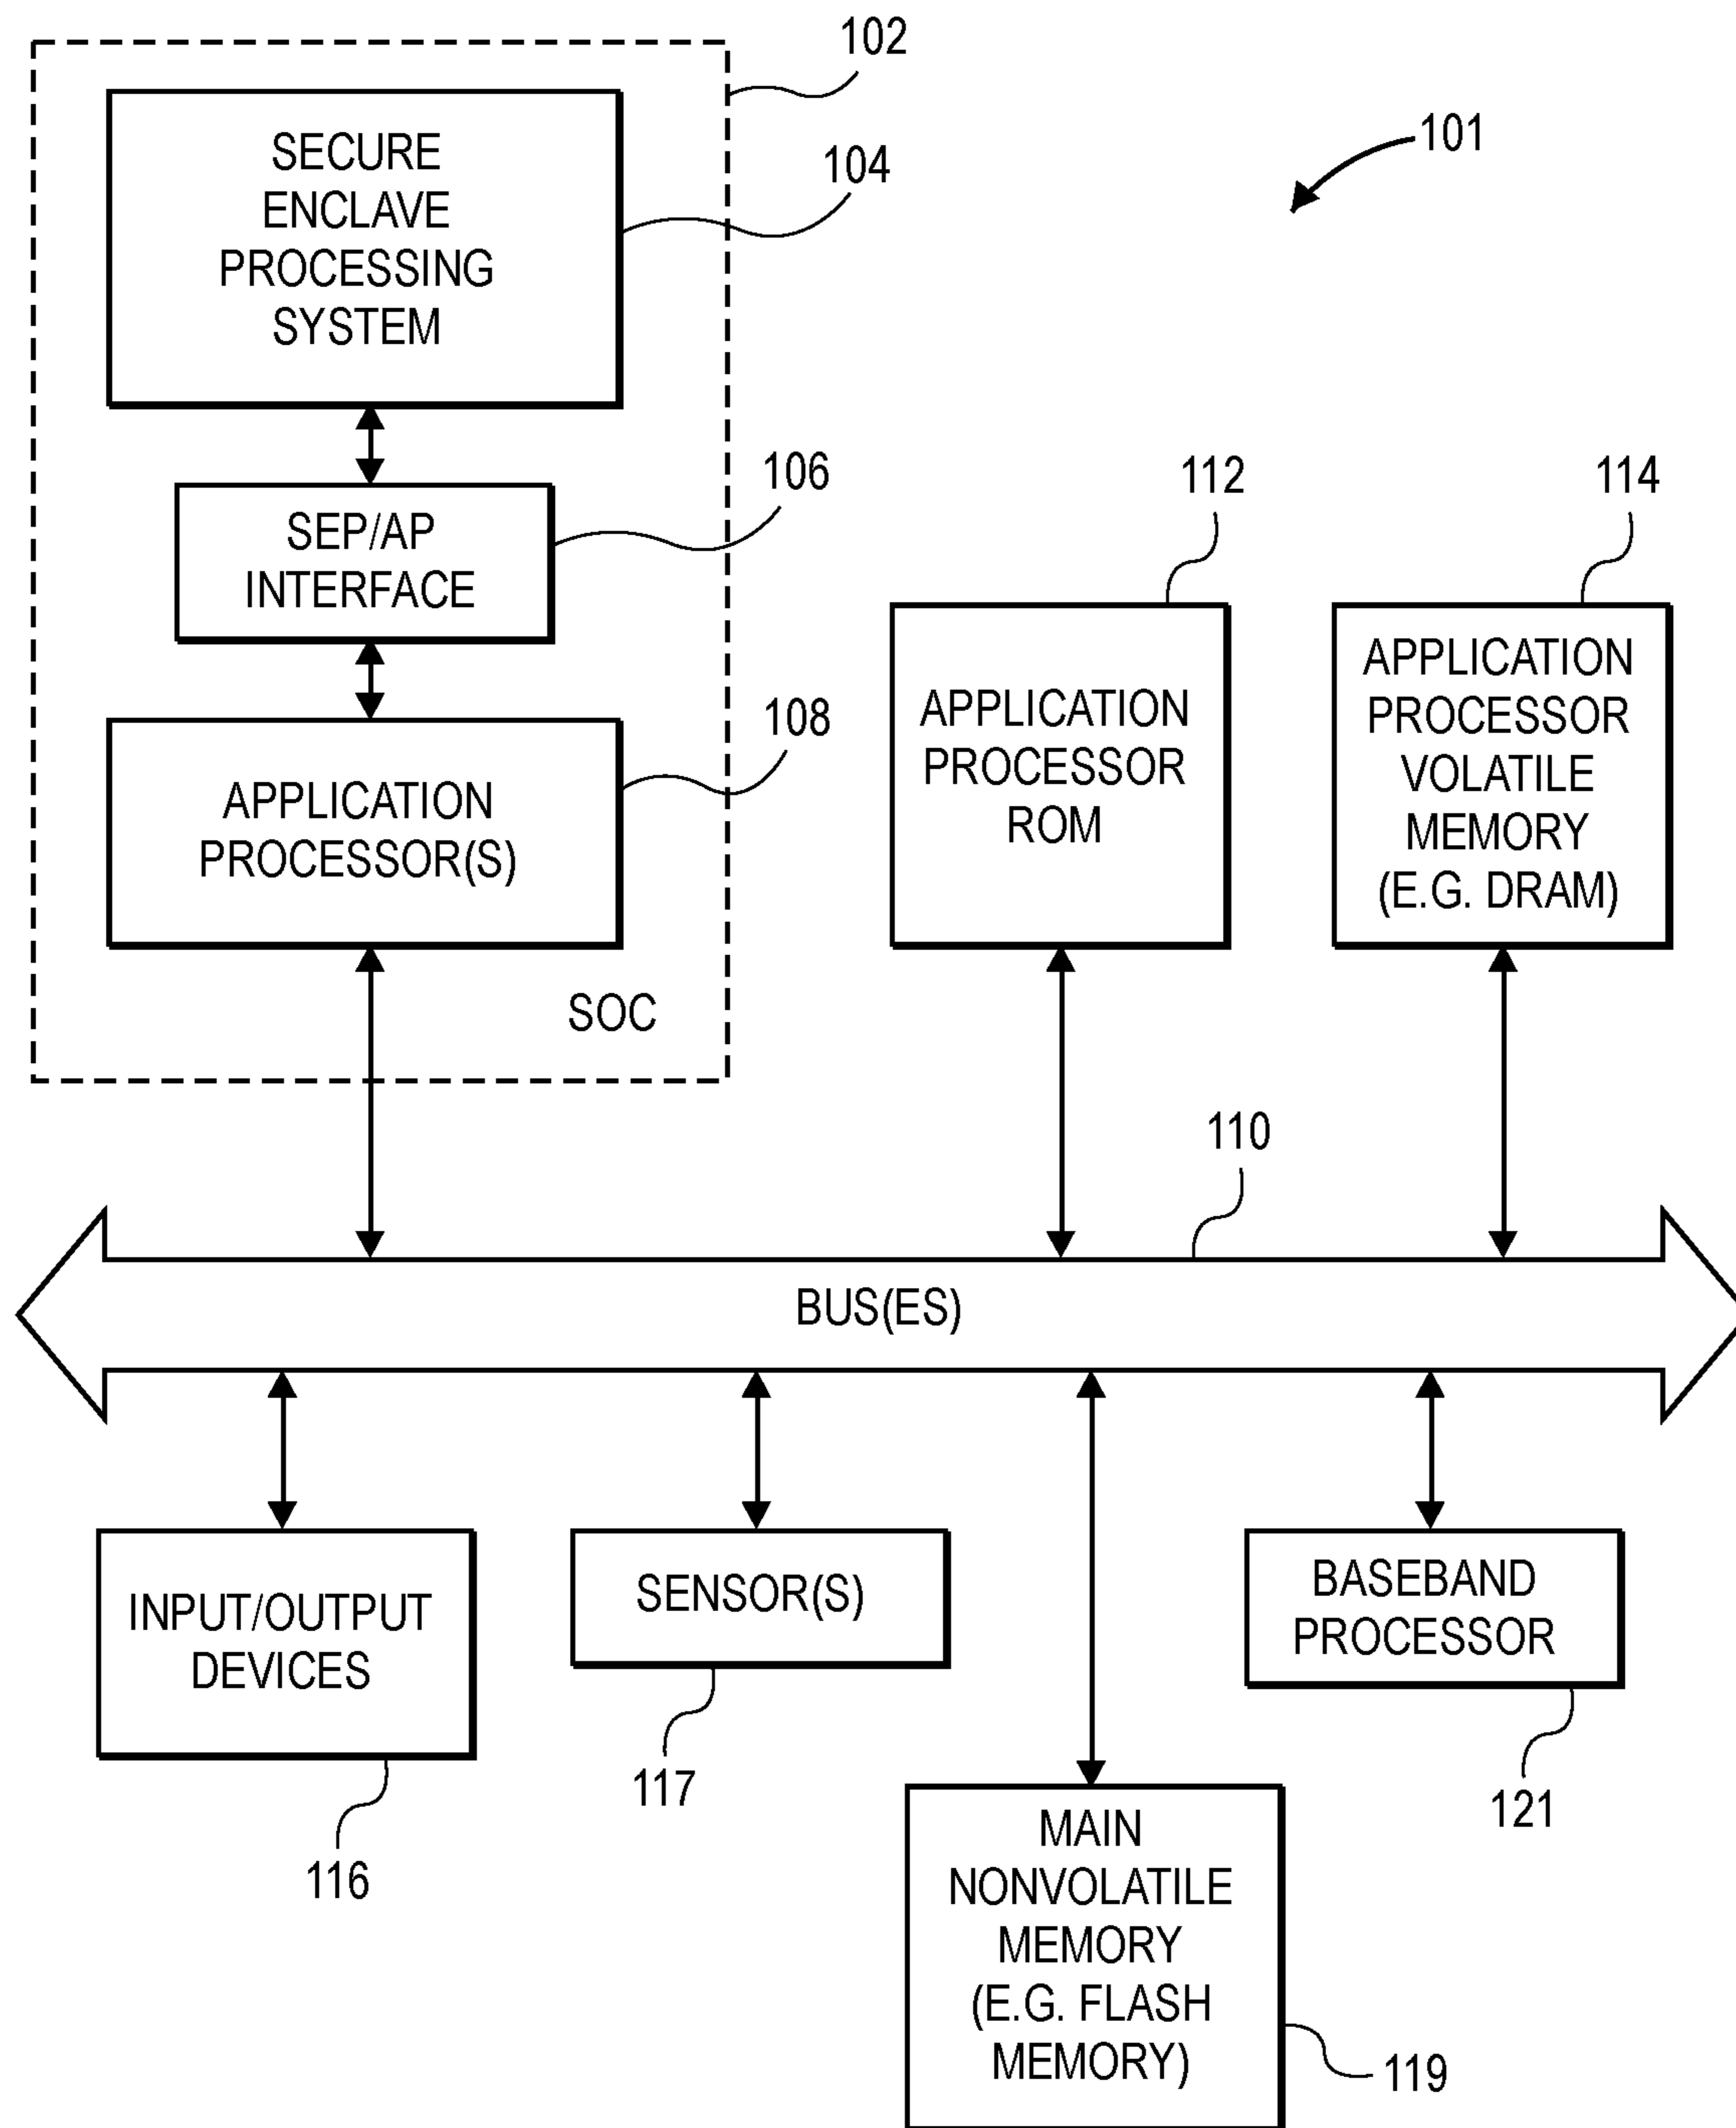 102
SECURE
ENCLAVE
PROCESSING
SYSTEM
104
101
SEP/AP
INTERFACE
106
APPLICATION
PROCESSOR(S)
108
SOC
112
APPLICATION
PROCESSOR
ROM
114
APPLICATION
PROCESSOR
VOLATILE
MEMORY
(E.G. DRAM)
110
BUS(ES)
INPUT/OUTPUT
DEVICES
116
SENSOR(S)
117
MAIN
NONVOLATILE
MEMORY
(E.G. FLASH
MEMORY)
119
BASEBAND
PROCESSOR
121